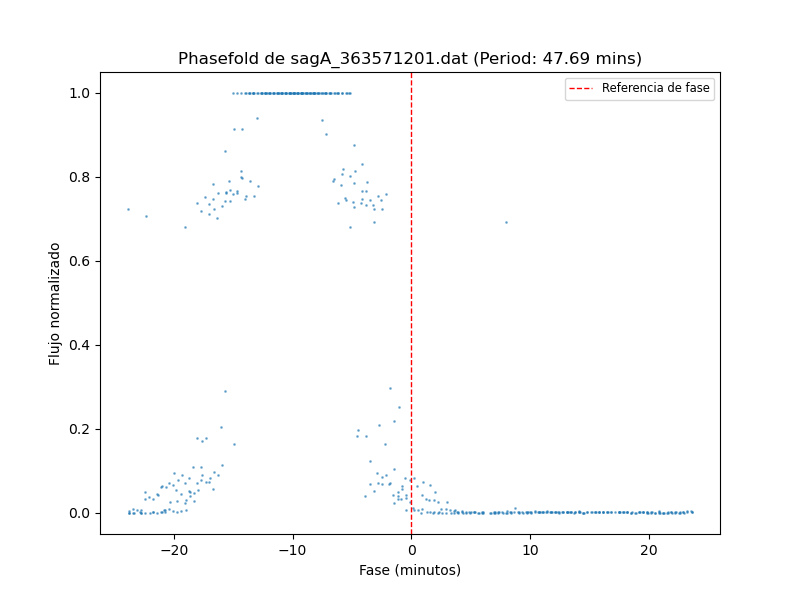 Phasefold de sagA_363571201.dat (Period: 47.69 mins)
Referencia de fase
Flujo normalizado
1.0
0.8
0.6
0.4
0.2
0.0
−20
−10
0
10
20
Fase (minutos)